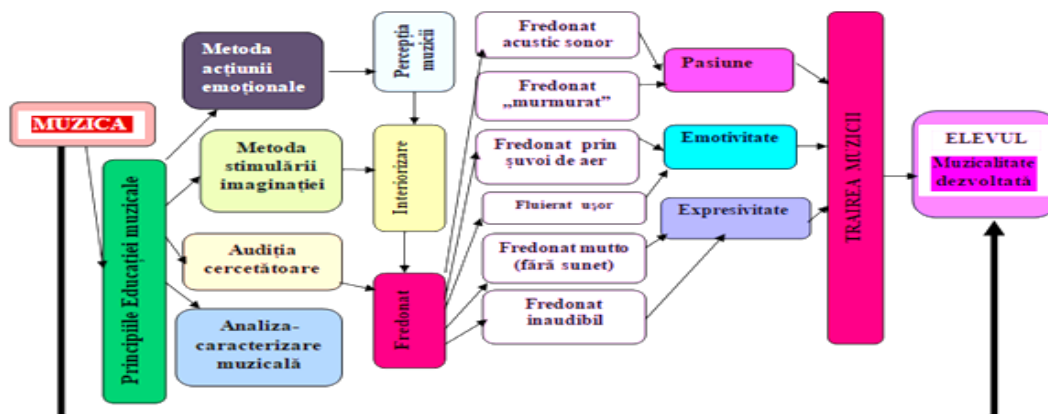 MUZICA
Principiile Educației muzicale
Metoda
acțiunii
emoționale
Metoda
stimulării
imaginației
Audiția
cercetătoare
Analiza-
caracterizare
muzicală
Percepția
muzicii
Interiorizare
Fredonat
Fredonat
acustic sonor
Fredonat
„murmurat”
Fredonat prin
șuvoi de aer
Fluierat ușor
Fredonat mutto
(fără sunet)
Fredonat
inaudibil
Pasiune
Emotivitate
Expresivitate
TRAIREA MUZICII
ELEVUL
Muzicalitate
dezvoltată